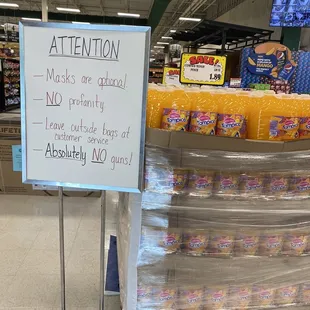 ATTENTION
- Masks are optional
- NO profanity
- Leave outside bags at
customer service
- Absolutely NO guns!
SALE
1.89